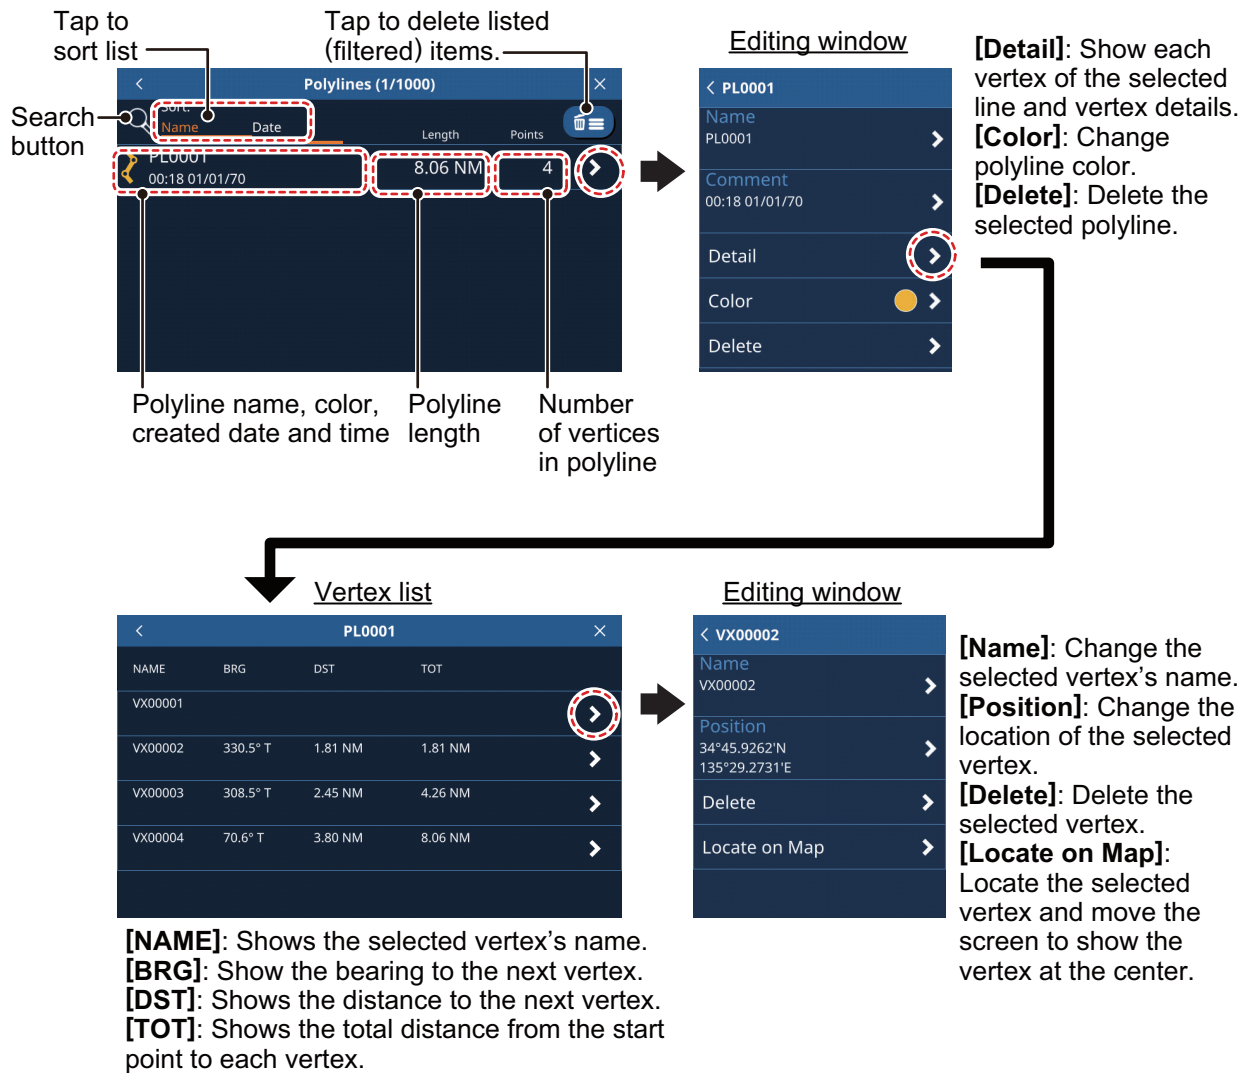 Tap to
sort list
Tap to delete listed
(filtered) items.
Search
button
Polylines (1/1000)
Sort:
Name Date
Length Points
PL0001
00:18 01/01/70
8.06 NM 4
Polyline name, color,
created date and time
Polyline
length
Number
of vertices
in polyline
Editing window
PL0001
Name
PL0001
Comment
00:18 01/01/70
Detail
Color
Delete
[Detail]: Show each
vertex of the selected
line and vertex details.
[Color]: Change
polyline color.
[Delete]: Delete the
selected polyline.
Vertex list
PL0001
NAME BRG DST TOT
VX00001
VX00002 330.5° T 1.81 NM 1.81 NM
VX00003 308.5° T 2.45 NM 4.26 NM
VX00004 70.6° T 3.80 NM 8.06 NM
[NAME]: Shows the selected vertex's name.
[BRG]: Show the bearing to the next vertex.
[DST]: Shows the distance to the next vertex.
[TOT]: Shows the total distance from the start
point to each vertex.
Editing window
VX00002
Name
VX00002
Position
34°45.9262'N
135°29.2731'E
Delete
Locate on Map
[Name]: Change the
selected vertex's name.
[Position]: Change the
location of the selected
vertex.
[Delete]: Delete the
selected vertex.
[Locate on Map]:
Locate the selected
vertex and move the
screen to show the
vertex at the center.